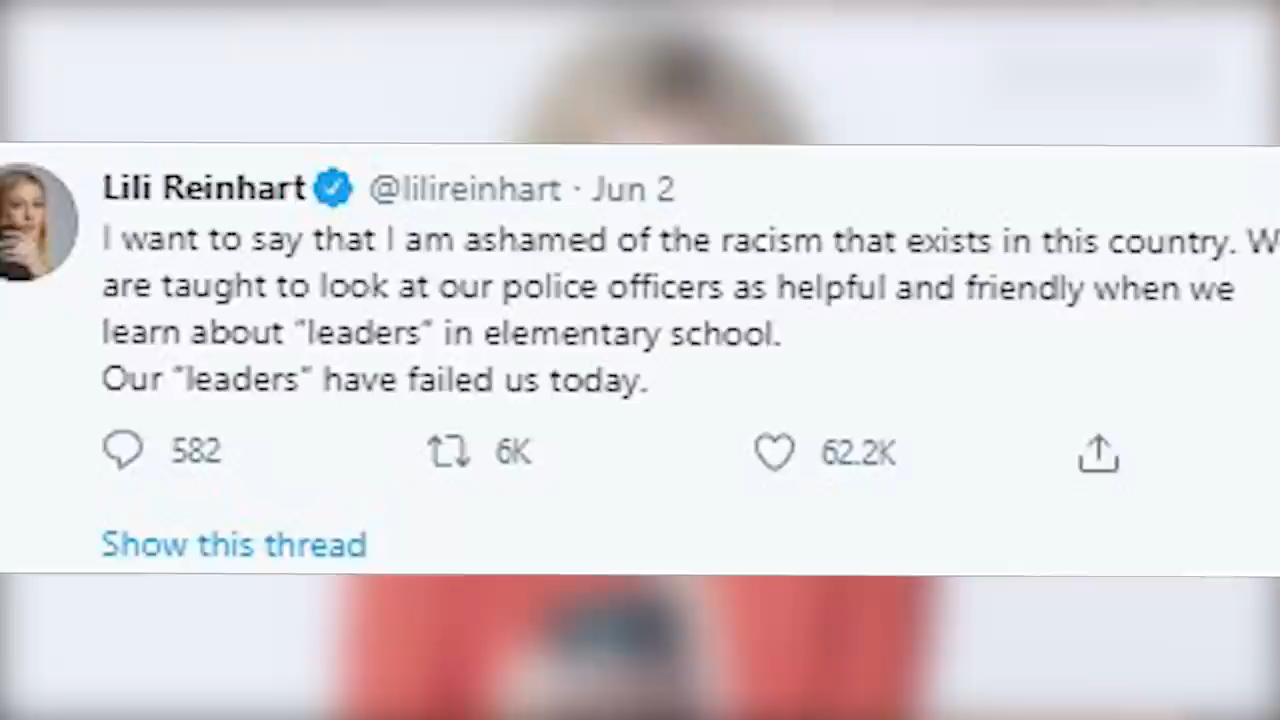 Lili Reinhart @lilireinhart · Jun 2
I want to say that I am ashamed of the racism that exists in this country. W
are taught to look at our police officers as helpful and friendly when we
learn about "leaders" in elementary school.
Our "leaders" have failed us today.
582 6K 62.2K
Show this thread